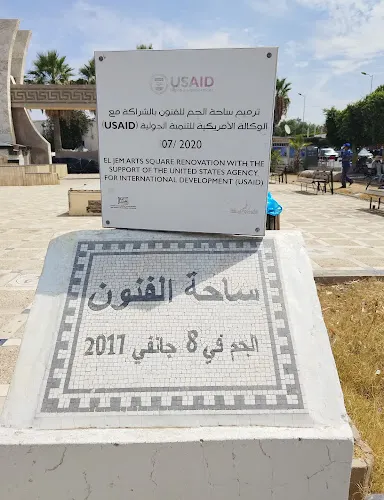 USAID
ترميم ساحة الجم للفنون بالشراكة مع
الوكالة الأمريكية للتنمية الدولية (USAID)
07/ 2020
EL JEM ARTS SQUARE RENOVATION WITH THE
SUPPORT OF THE UNITED STATES AGENCY
FOR INTERNATIONAL DEVELOPMENT (USAID)
ساحة الفنون
الجم في 8 جانفي 2017